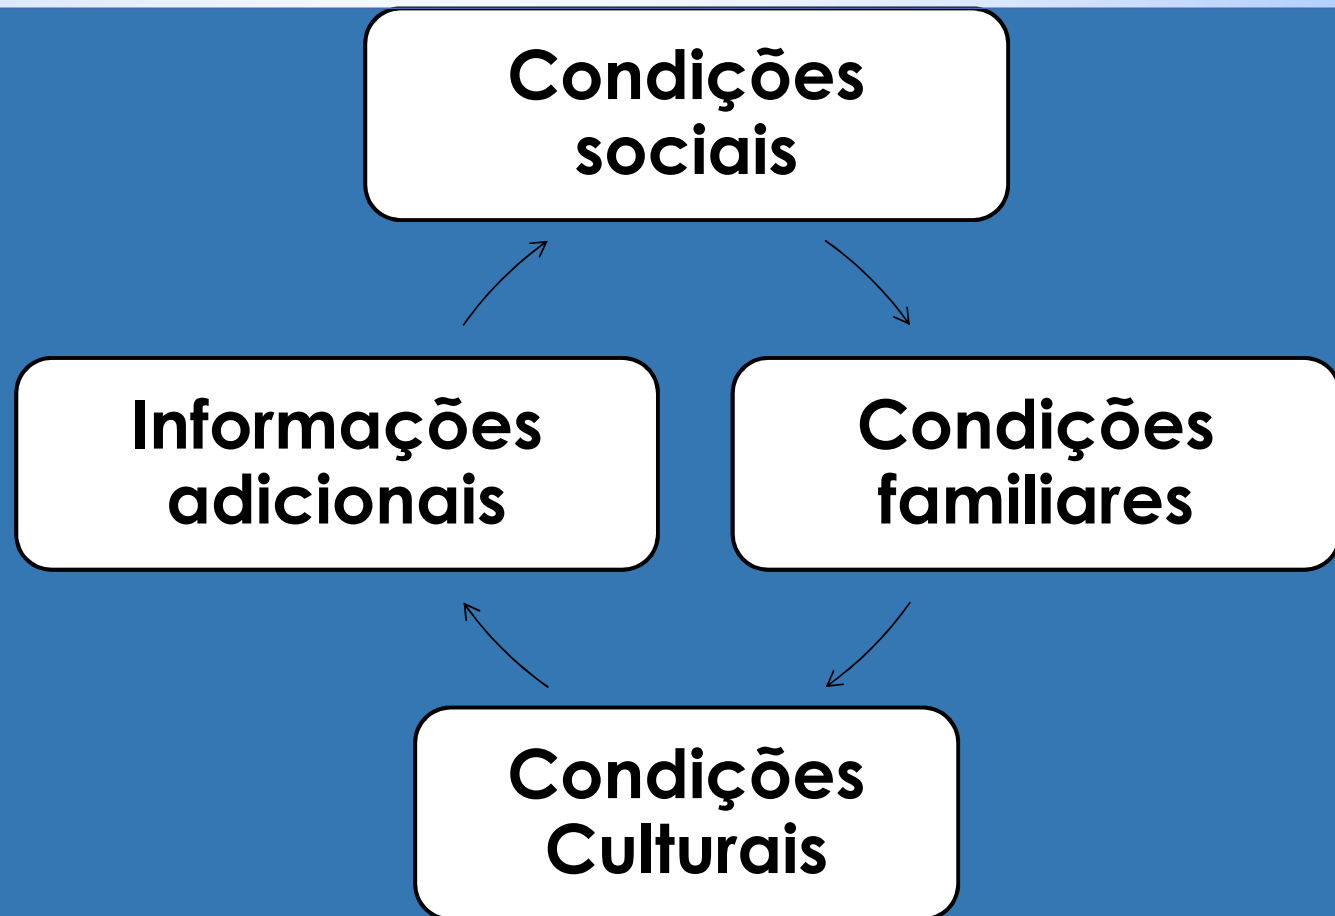 Condições
sociais
Informações
adicionais
Condições
familiares
Condições
Culturais